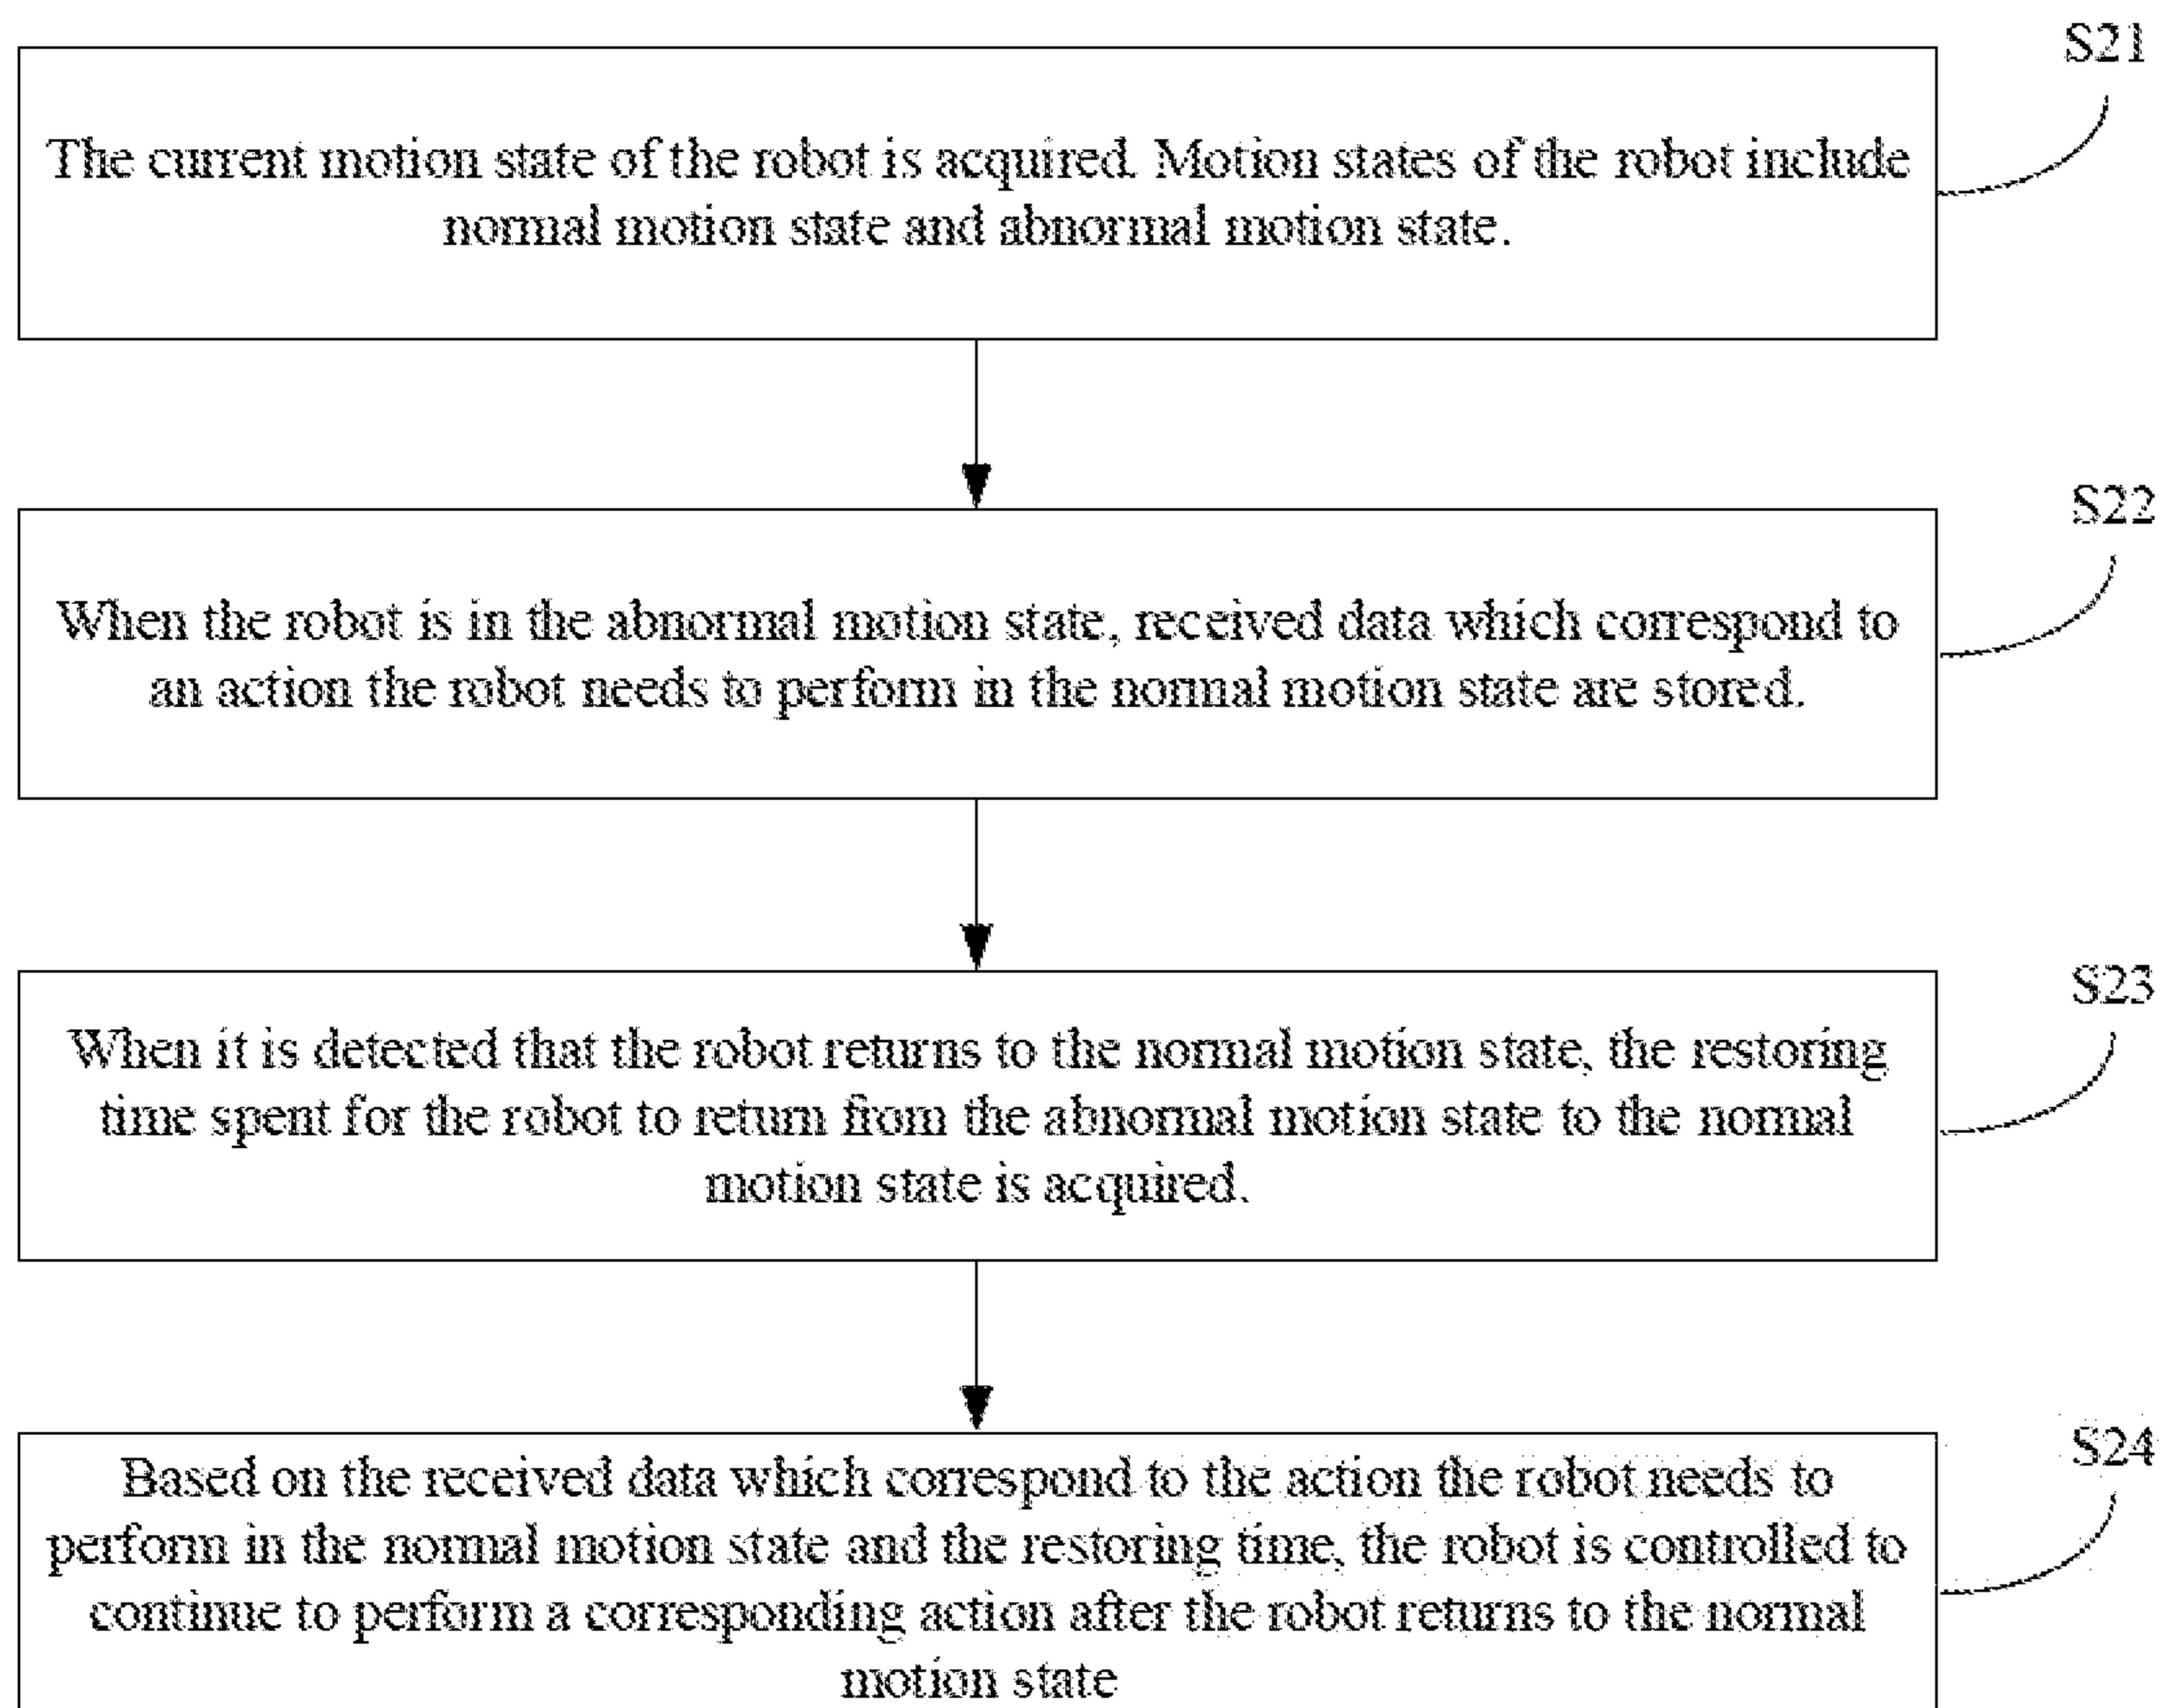 S21
The current motion state of the robot is acquired. Motion states of the robot include
normal motion state and abnormal motion state.
S22
When the robot is in the abnormal motion state, received data which correspond to
an action the robot needs to perform in the normal motion state are stored.
S23
When it is detected that the robot returns to the normal motion state, the restoring
time spent for the robot to return from the abnormal motion state to the normal
motion state is acquired.
S24
Based on the received data which correspond to the action the robot needs to
perform in the normal motion state and the restoring time, the robot is controlled to
continue to perform a corresponding action after the robot returns to the normal
motion state